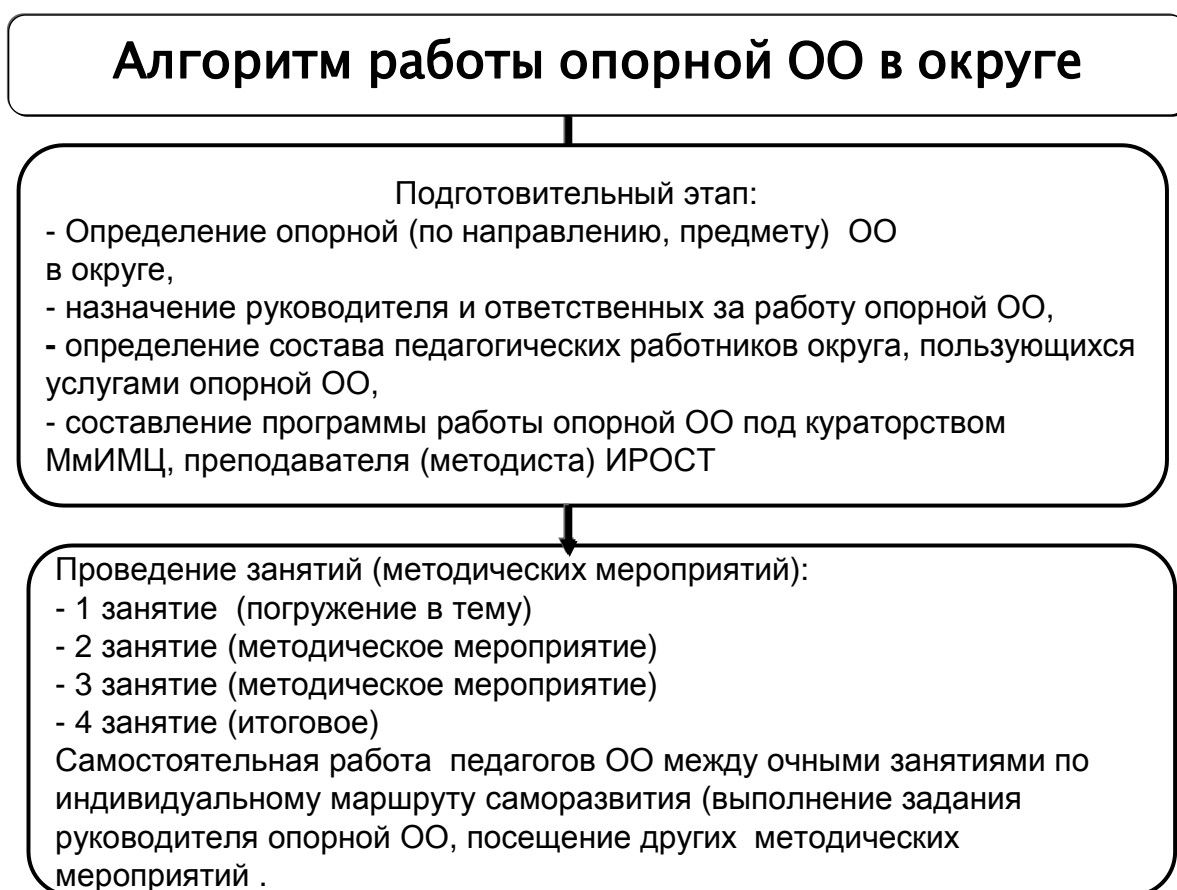 Алгоритм работы опорной ОО в округе
Подготовительный этап:
- Определение опорной (по направлению, предмету) ОО
в округе,
- назначение руководителя и ответственных за работу опорной ОО,
- определение состава педагогических работников округа, пользующихся
услугами опорной ОО,
- составление программы работы опорной ОО под кураторством
МмИМЦ, преподавателя (методиста) ИРОСТ
Проведение занятий (методических мероприятий):
- 1 занятие (погружение в тему)
- 2 занятие (методическое мероприятие)
- 3 занятие (методическое мероприятие)
- 4 занятие (итоговое)
Самостоятельная работа педагогов ОО между очными занятиями по
индивидуальному маршруту саморазвития (выполнение задания
руководителя опорной ОО, посещение других методических
мероприятий .